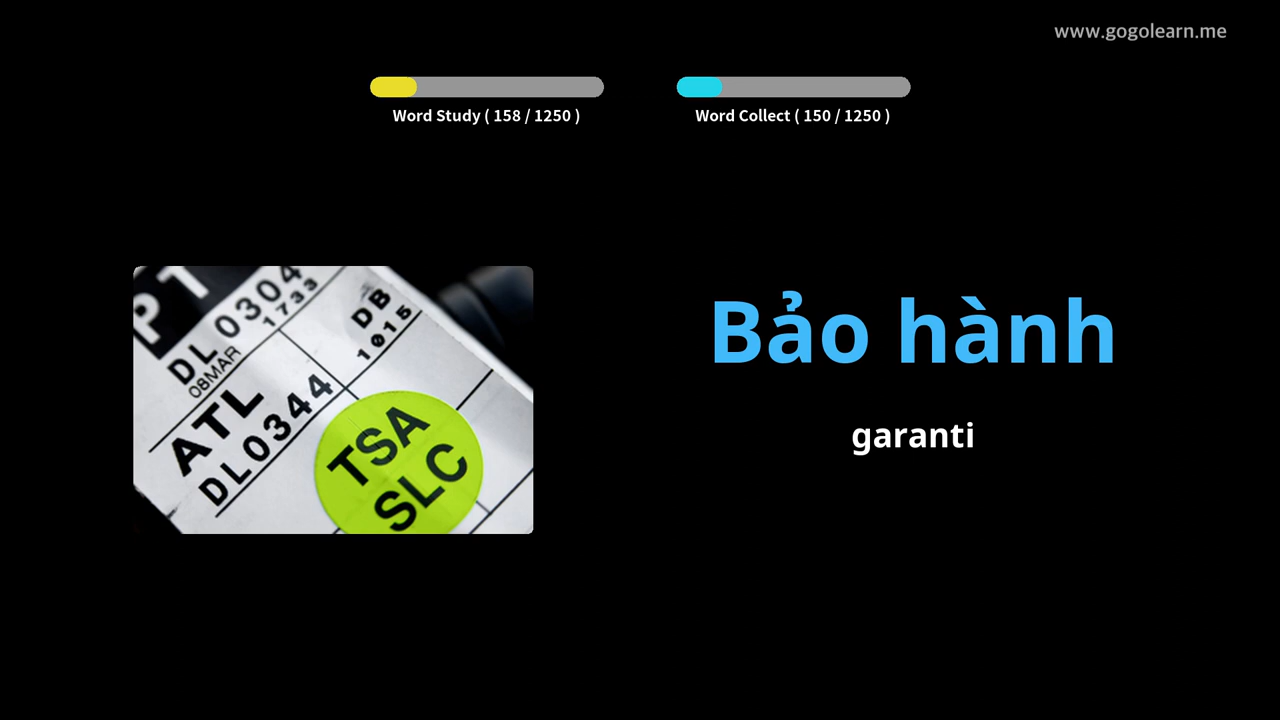 www.gogolearn.me
Word Study ( 158 / 1250 )
Word Collect ( 150 / 1250 )
P1
DL0304
1733
08MAR
DB
1015
ATL
DL0344
TSA
SLC
Bảo hành
garanti